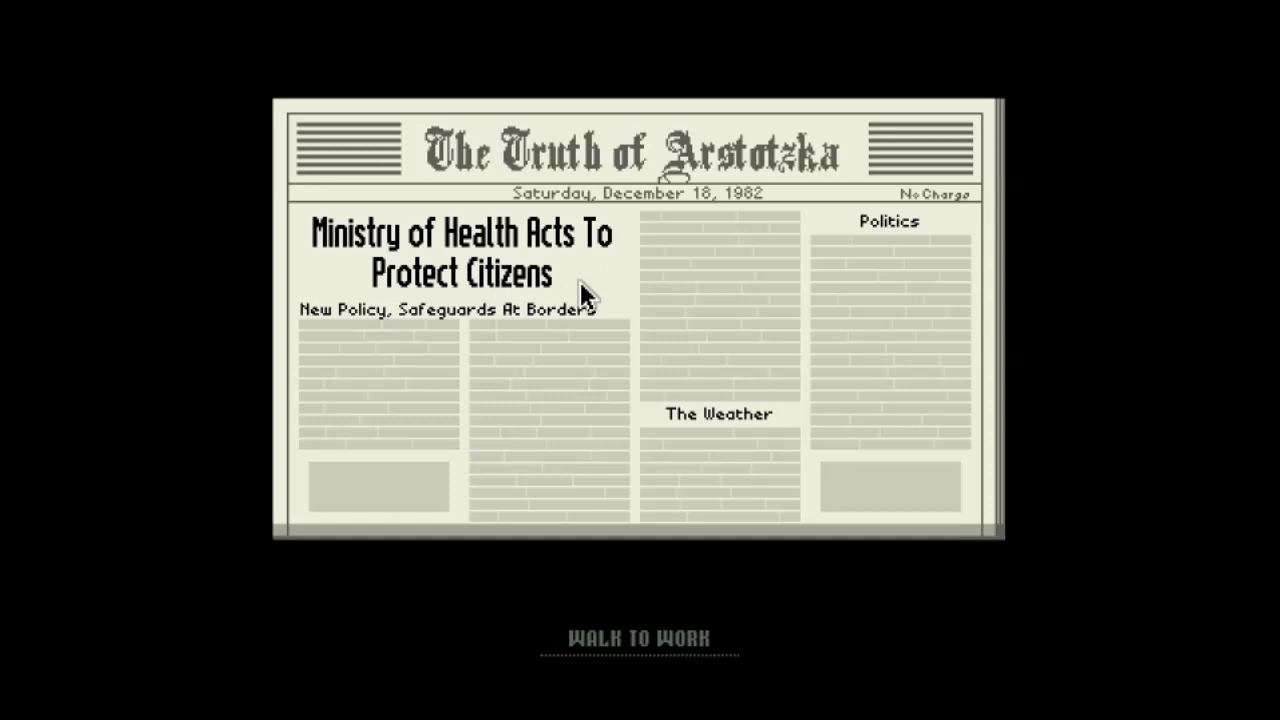 The Truth of Arstotzka
Saturday, December 18, 1982
No Charge
Ministry of Health Acts To
Protect Citizens
New Policy, Safeguards At Borders
The Weather
Politics
WALK TO WORK